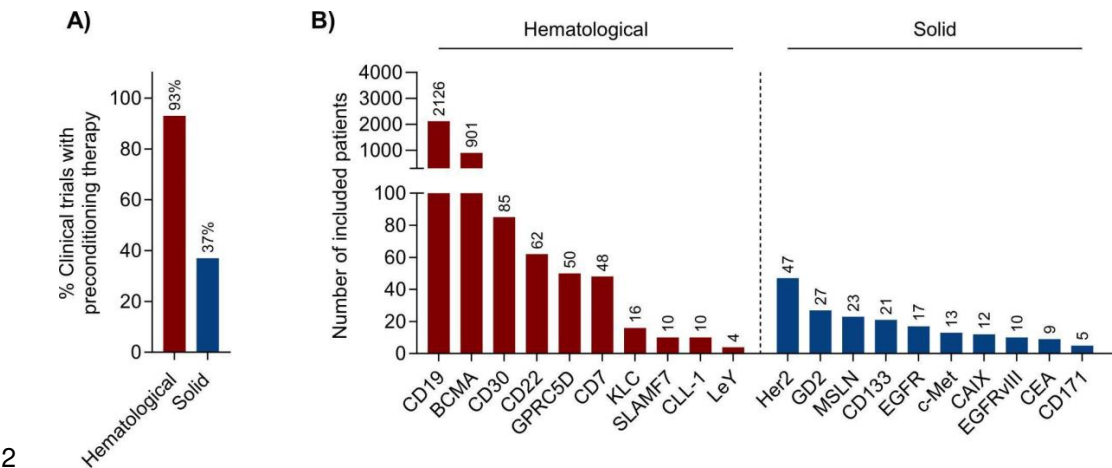 A)
% Clinical trials with
preconditioning therapy
100
80
60
40
20
0
93%
37%
Hematological
Solid
B)
Hematological
Solid
Number of included patients
4000
3000
2000
1000
100
80
60
40
20
0
2126
901
85
62
50
48
16
10
10
4
47
27
23
21
17
13
12
10
9
5
CD19
BCMA
CD30
CD22
GPRC5D
CD7
KLC
SLAMF7
CLL-1
LeY
Her2
GD2
MSLN
CD133
EGFR
c-Met
CAIX
EGFRvIII
CEA
CD171
2